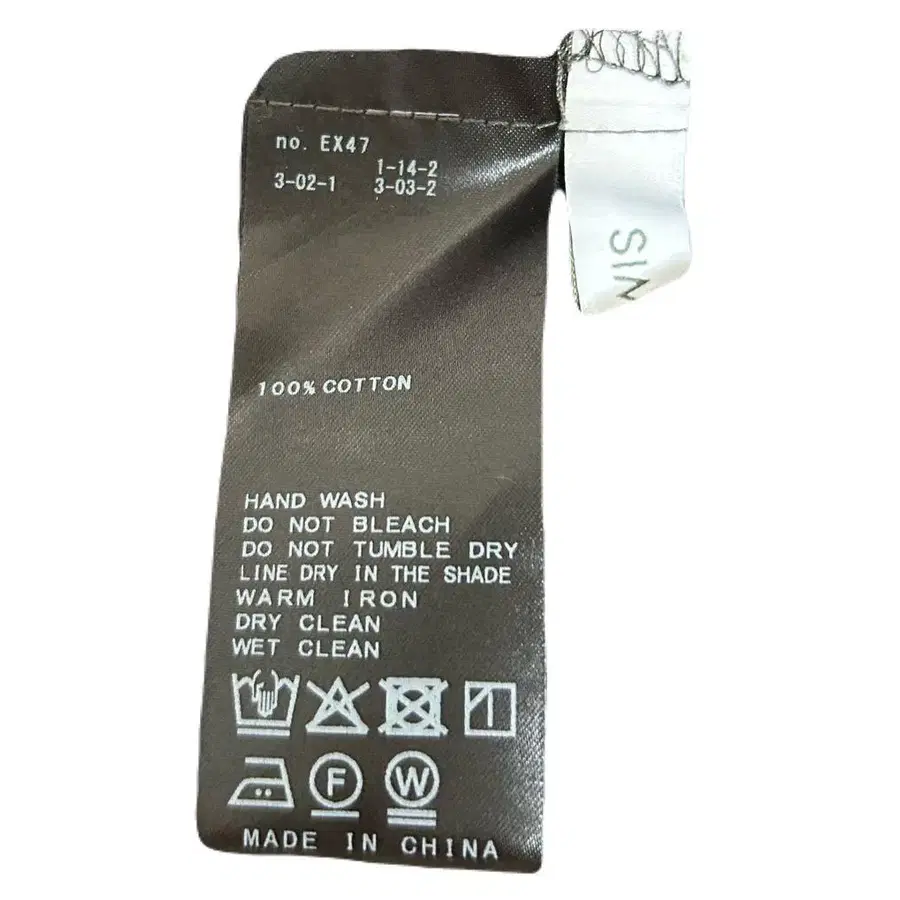 no. EX47
1-14-2
3-02-1 3-03-2
100% COTTON
HAND WASH
DO NOT BLEACH
DO NOT TUMBLE DRY
LINE DRY IN THE SHADE
WARM IRON
DRY CLEAN
WET CLEAN
F W
MADE IN CHINA